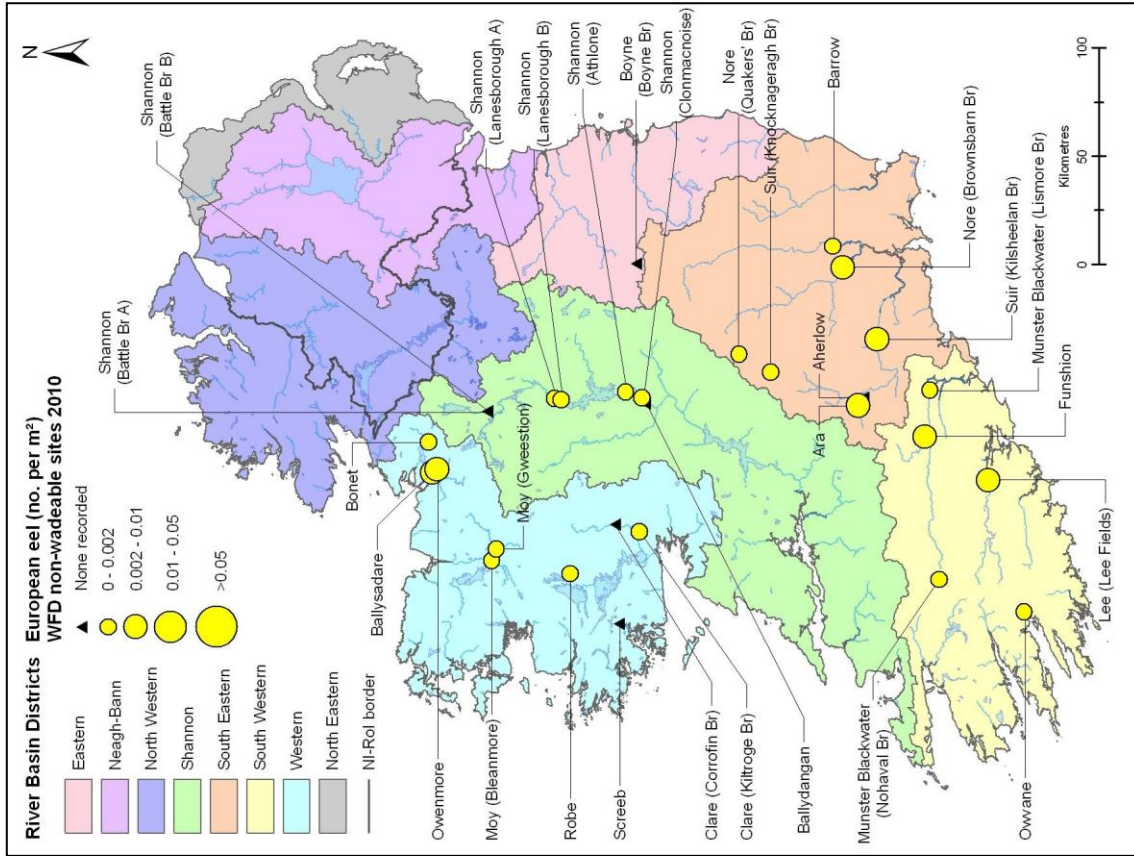 River Basin Districts
Eastern
Neagh-Bann
North Western
Shannon
South Eastern
South Western
Western
North Eastern
NI-RoI border
European eel (no. per m²)
WFD non-wadeable sites 2010
None recorded
0 - 0.002
0.002 - 0.01
0.01 - 0.05
>0.05
N
Shannon
(Battle Br A)
Shannon
(Battle Br B)
Shannon
(Lanesborough A)
Shannon
(Lanesborough B)
Shannon
(Athlone)
Boyne
(Boyne Br)
Shannon
(Clonmacnoise)
Nore
(Quakers' Br)
Suir (Knocknageragh Br)
Barrow
Nore (Brownsbarn Br)
Suir (Kilsheelan Br)
Munster Blackwater (Lismore Br)
Funshion
Aherlow
Ara
Lee (Lee Fields)
Ballysadare
Bonet
Moy (Gweestion)
Owenmore
Moy (Bleanmore)
Robe
Screeb
Clare (Corrofin Br)
Clare (Kiltroge Br)
Ballydangan
Munster Blackwater
(Nohaval Br)
Owvane
0
50
100
Kilometres